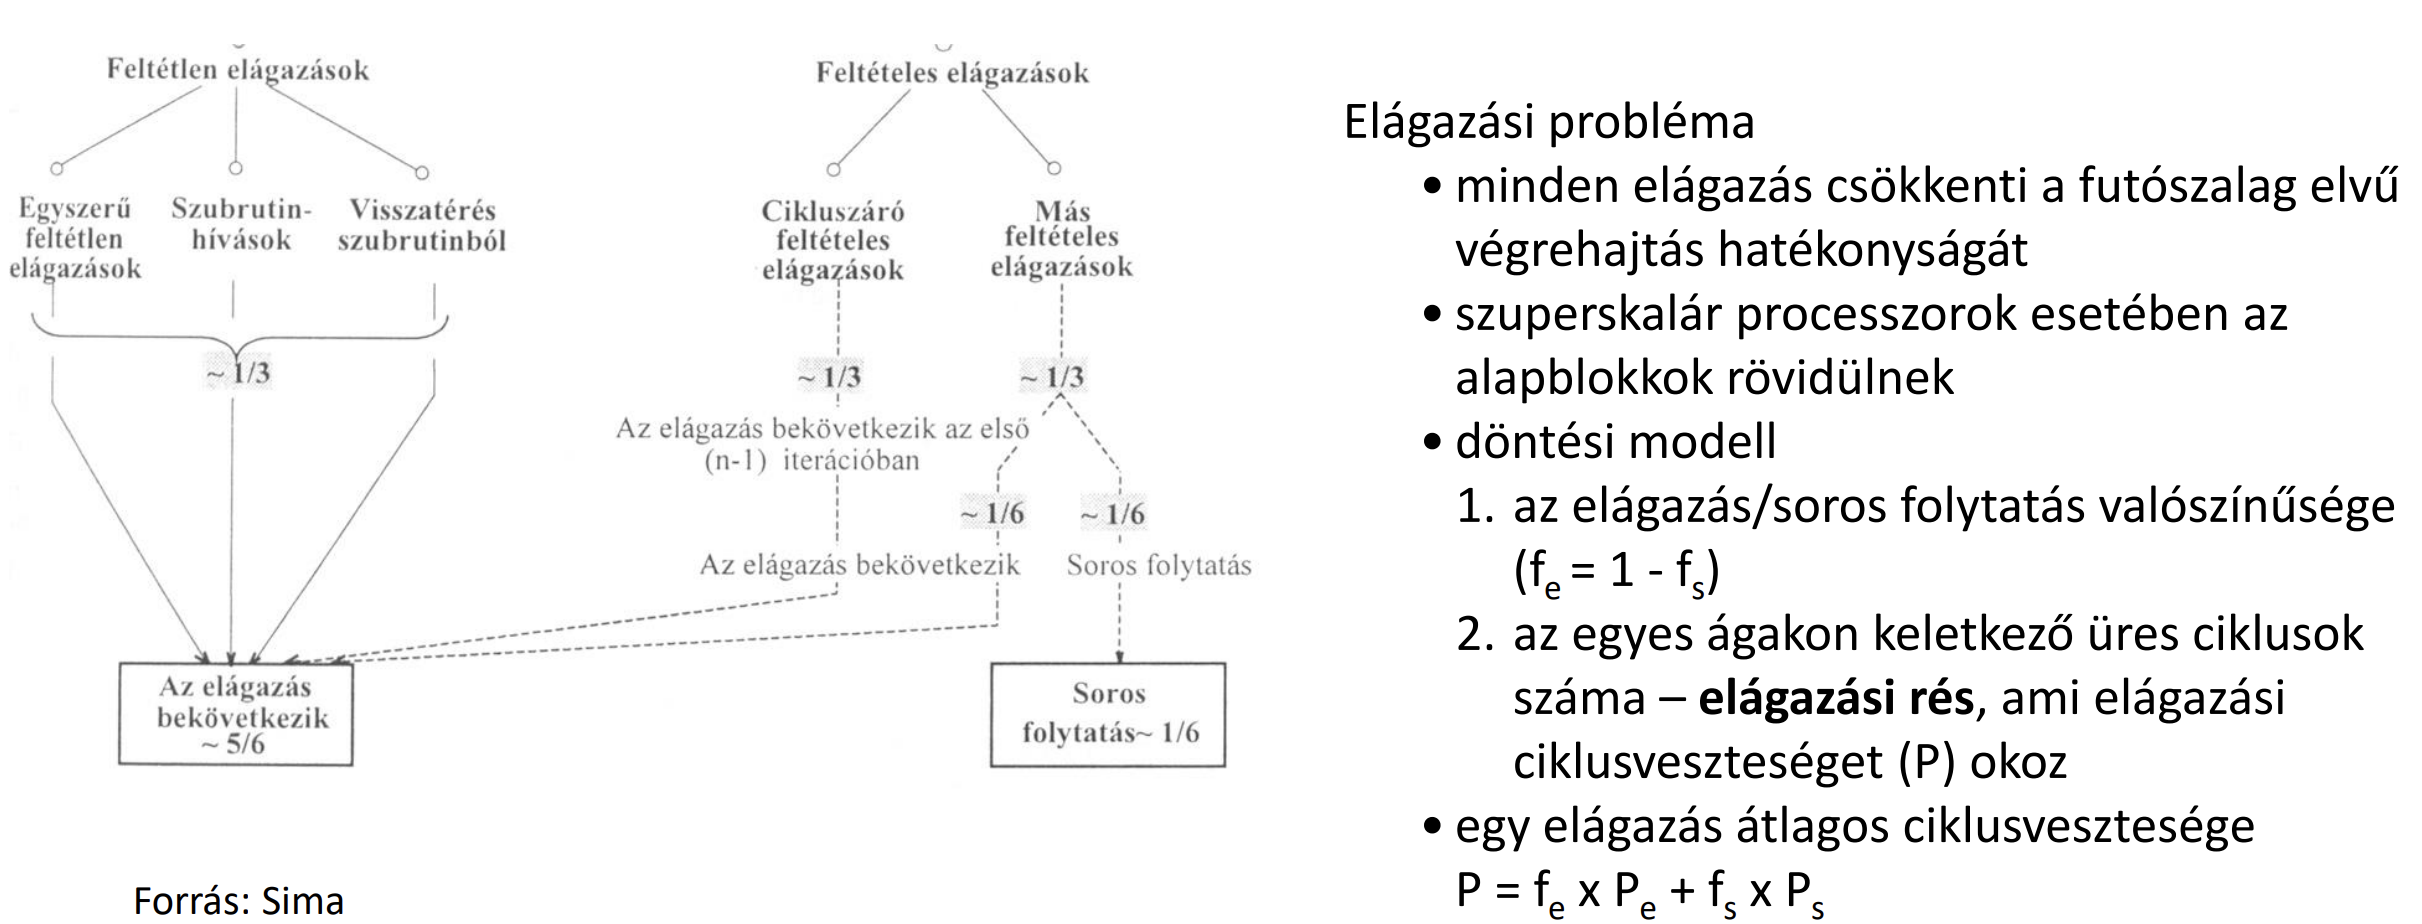 Feltétlen elágazások
Feltételes elágazások
Egyszerű
feltétlen
elágazások
Szubrutin-
hívások
Visszatérés
szubrutinból
Cikluszáró
feltételes
elágazások
Más
feltételes
elágazások
~ 1/3
~ 1/3
~ 1/3
Az elágazás bekövetkezik az első
(n-1) iterációban
~ 1/6
~ 1/6
Az elágazás bekövetkezik
Soros folytatás
Az elágazás
bekövetkezik
~ 5/6
Soros
folytatás~ 1/6
Forrás: Sima
Elágazási probléma
• minden elágazás csökkenti a futószalag elvű
végrehajtás hatékonyságát
• szuperskalár processzorok esetében az
alapblokkok rövidülnek
• döntési modell
1. az elágazás/soros folytatás valószínűsége
(fe = 1 - fs)
2. az egyes ágakon keletkező üres ciklusok
száma – elágazási rés, ami elágazási
ciklusveszteséget (P) okoz
• egy elágazás átlagos ciklusvesztesége
P = fe x Pe + fs x Ps